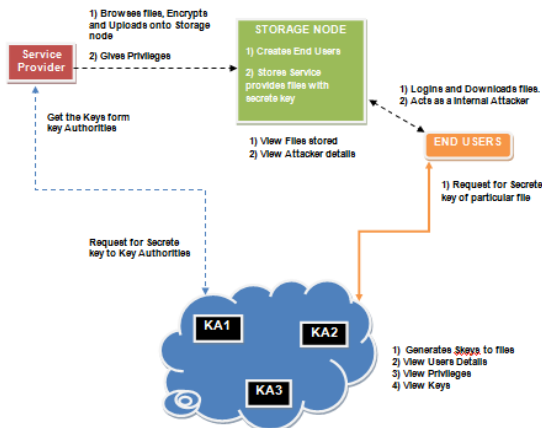 1) Browses files, Encrypts
and Uploads onto Storage
node
2) Gives Privileges
Service
Provider
STORAGE NODE
1) Creates End Users
2) Stores Service
provides files with
secrete key
1) Logins and Downloads files.
2) Acts as a Internal Attacker
Get the Keys form
key Authorities
1) View Files stored
2) View Attacker details
END USERS
1) Request for Secrete
key of particular file
Request for Secrete
key to Key Authorities
KA1
KA2
KA3
1) Generates Skeys to files
2) View Users Details
3) View Privileges
4) View Keys